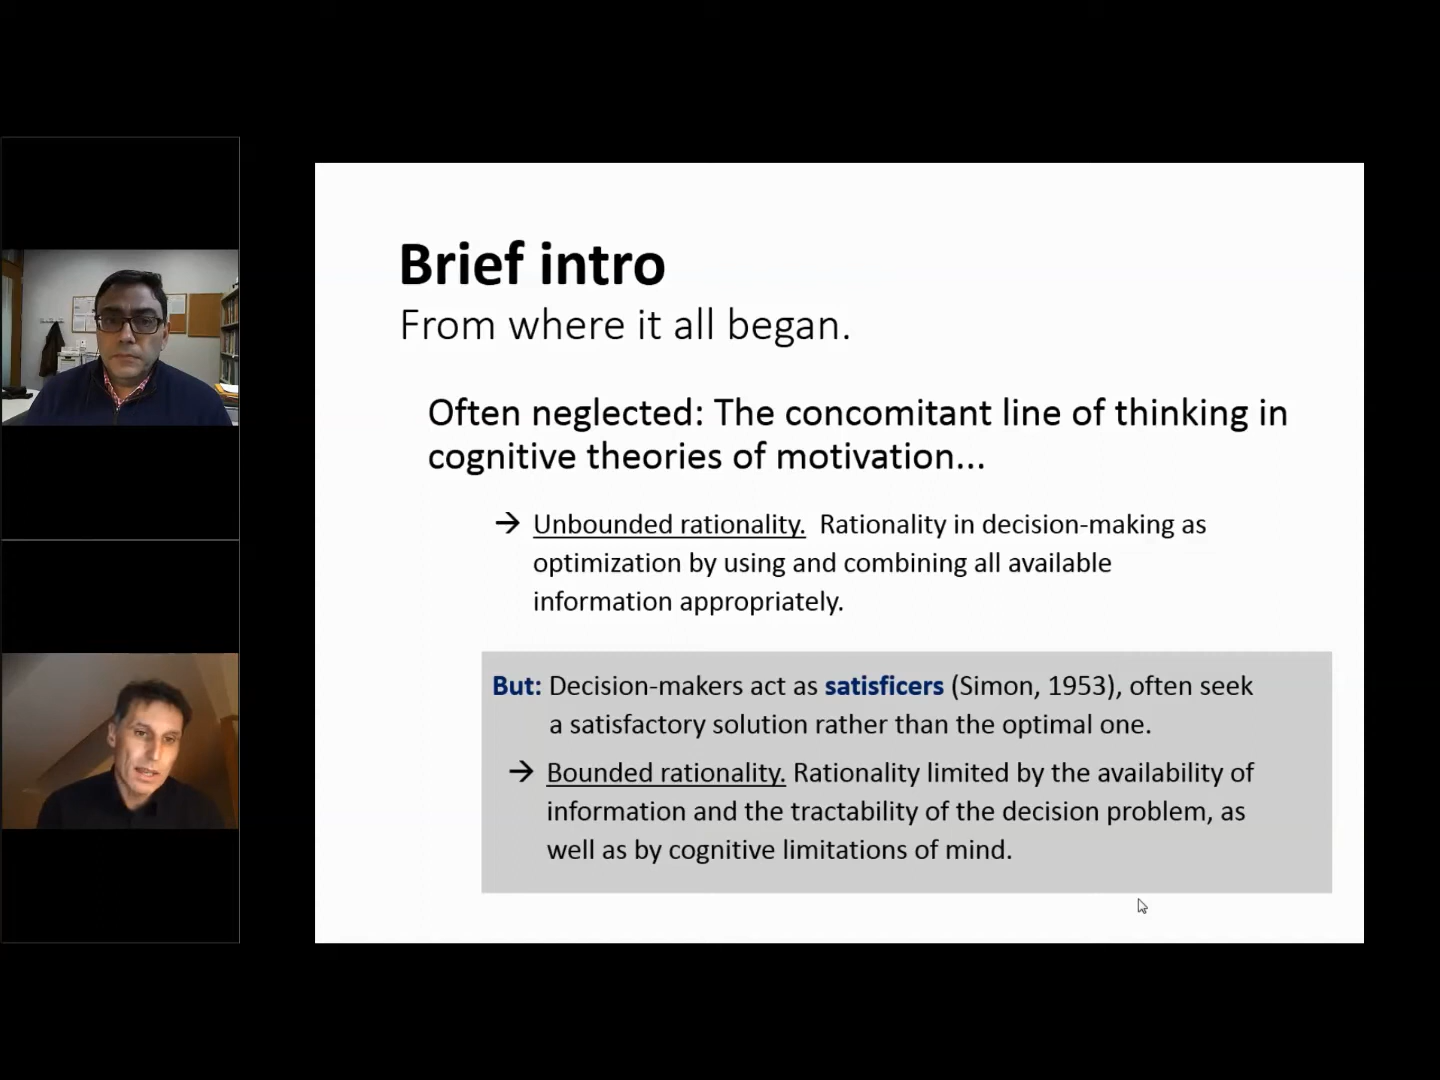 Brief intro
From where it all began.
Often neglected: The concomitant line of thinking in
cognitive theories of motivation...
→ Unbounded rationality.  Rationality in decision-making as
optimization by using and combining all available
information appropriately.
But: Decision-makers act as satisficers (Simon, 1953), often seek
a satisfactory solution rather than the optimal one.
→ Bounded rationality. Rationality limited by the availability of
information and the tractability of the decision problem, as
well as by cognitive limitations of mind.